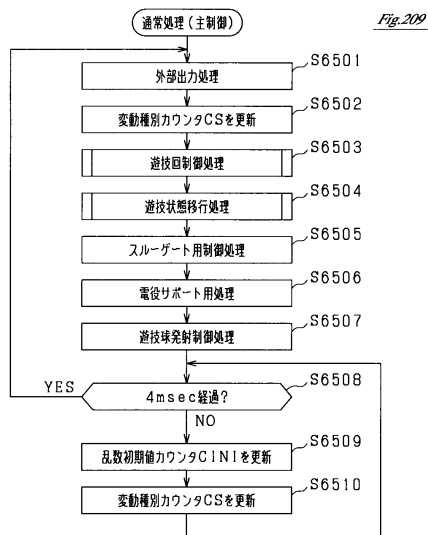 Fig.209
通常処理(主制御)
S6501
外部出力処理
S6502
変動種別カウンタCSを更新
S6503
遊技回制御処理
S6504
遊技状態移行処理
S6505
スルーゲート用制御処理
S6506
電役サポート用処理
S6507
遊技球発射制御処理
S6508
YES
4msec経過?
NO
S6509
乱数初期値カウンタCINIを更新
S6510
変動種別カウンタCSを更新